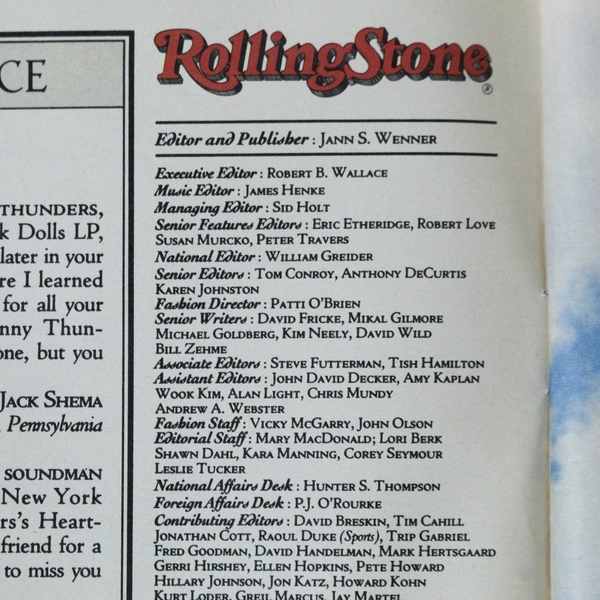 CE
THUNDERS,
k Dolls LP,
later in your
re I learned
for all your
nny Thun-
one, but you
JACK SHEMA
, Pennsylvania
SOUNDMAN
New York
rs's Heart-
friend for a
to miss you
RollingStone®
Editor and Publisher : JANN S. WENNER
Executive Editor : ROBERT B. WALLACE
Music Editor : JAMES HENKE
Managing Editor : SID HOLT
Senior Features Editors : ERIC ETHERIDGE, ROBERT LOVE
SUSAN MURCKO, PETER TRAVERS
National Editor : WILLIAM GREIDER
Senior Editors : TOM CONROY, ANTHONY DECURTIS
KAREN JOHNSTON
Fashion Director : PATTI O'BRIEN
Senior Writers : DAVID FRICKE, MIKAL GILMORE
MICHAEL GOLDBERG, KIM NEELY, DAVID WILD
BILL ZEHME
Associate Editors : STEVE FUTTERMAN, TISH HAMILTON
Assistant Editors : JOHN DAVID DECKER, AMY KAPLAN
WOOK KIM, ALAN LIGHT, CHRIS MUNDY
ANDREW A. WEBSTER
Fashion Staff : VICKY MCGARRY, JOHN OLSON
Editorial Staff : MARY MACDONALD; LORI BERK
SHAWN DAHL, KARA MANNING, COREY SEYMOUR
LESLIE TUCKER
National Affairs Desk : HUNTER S. THOMPSON
Foreign Affairs Desk : P.J. O'ROURKE
Contributing Editors : DAVID BRESKIN, TIM CAHILL
JONATHAN COTT, RAOUL DUKE (Sports), TRIP GABRIEL
FRED GOODMAN, DAVID HANDELMAN, MARK HERTSGAARD
GERRI HIRSHEY, ELLEN HOPKINS, PETE HOWARD
HILLARY JOHNSON, JON KATZ, HOWARD KOHN
KURT LODER, GREIL MARCUS, JAY MARTEL